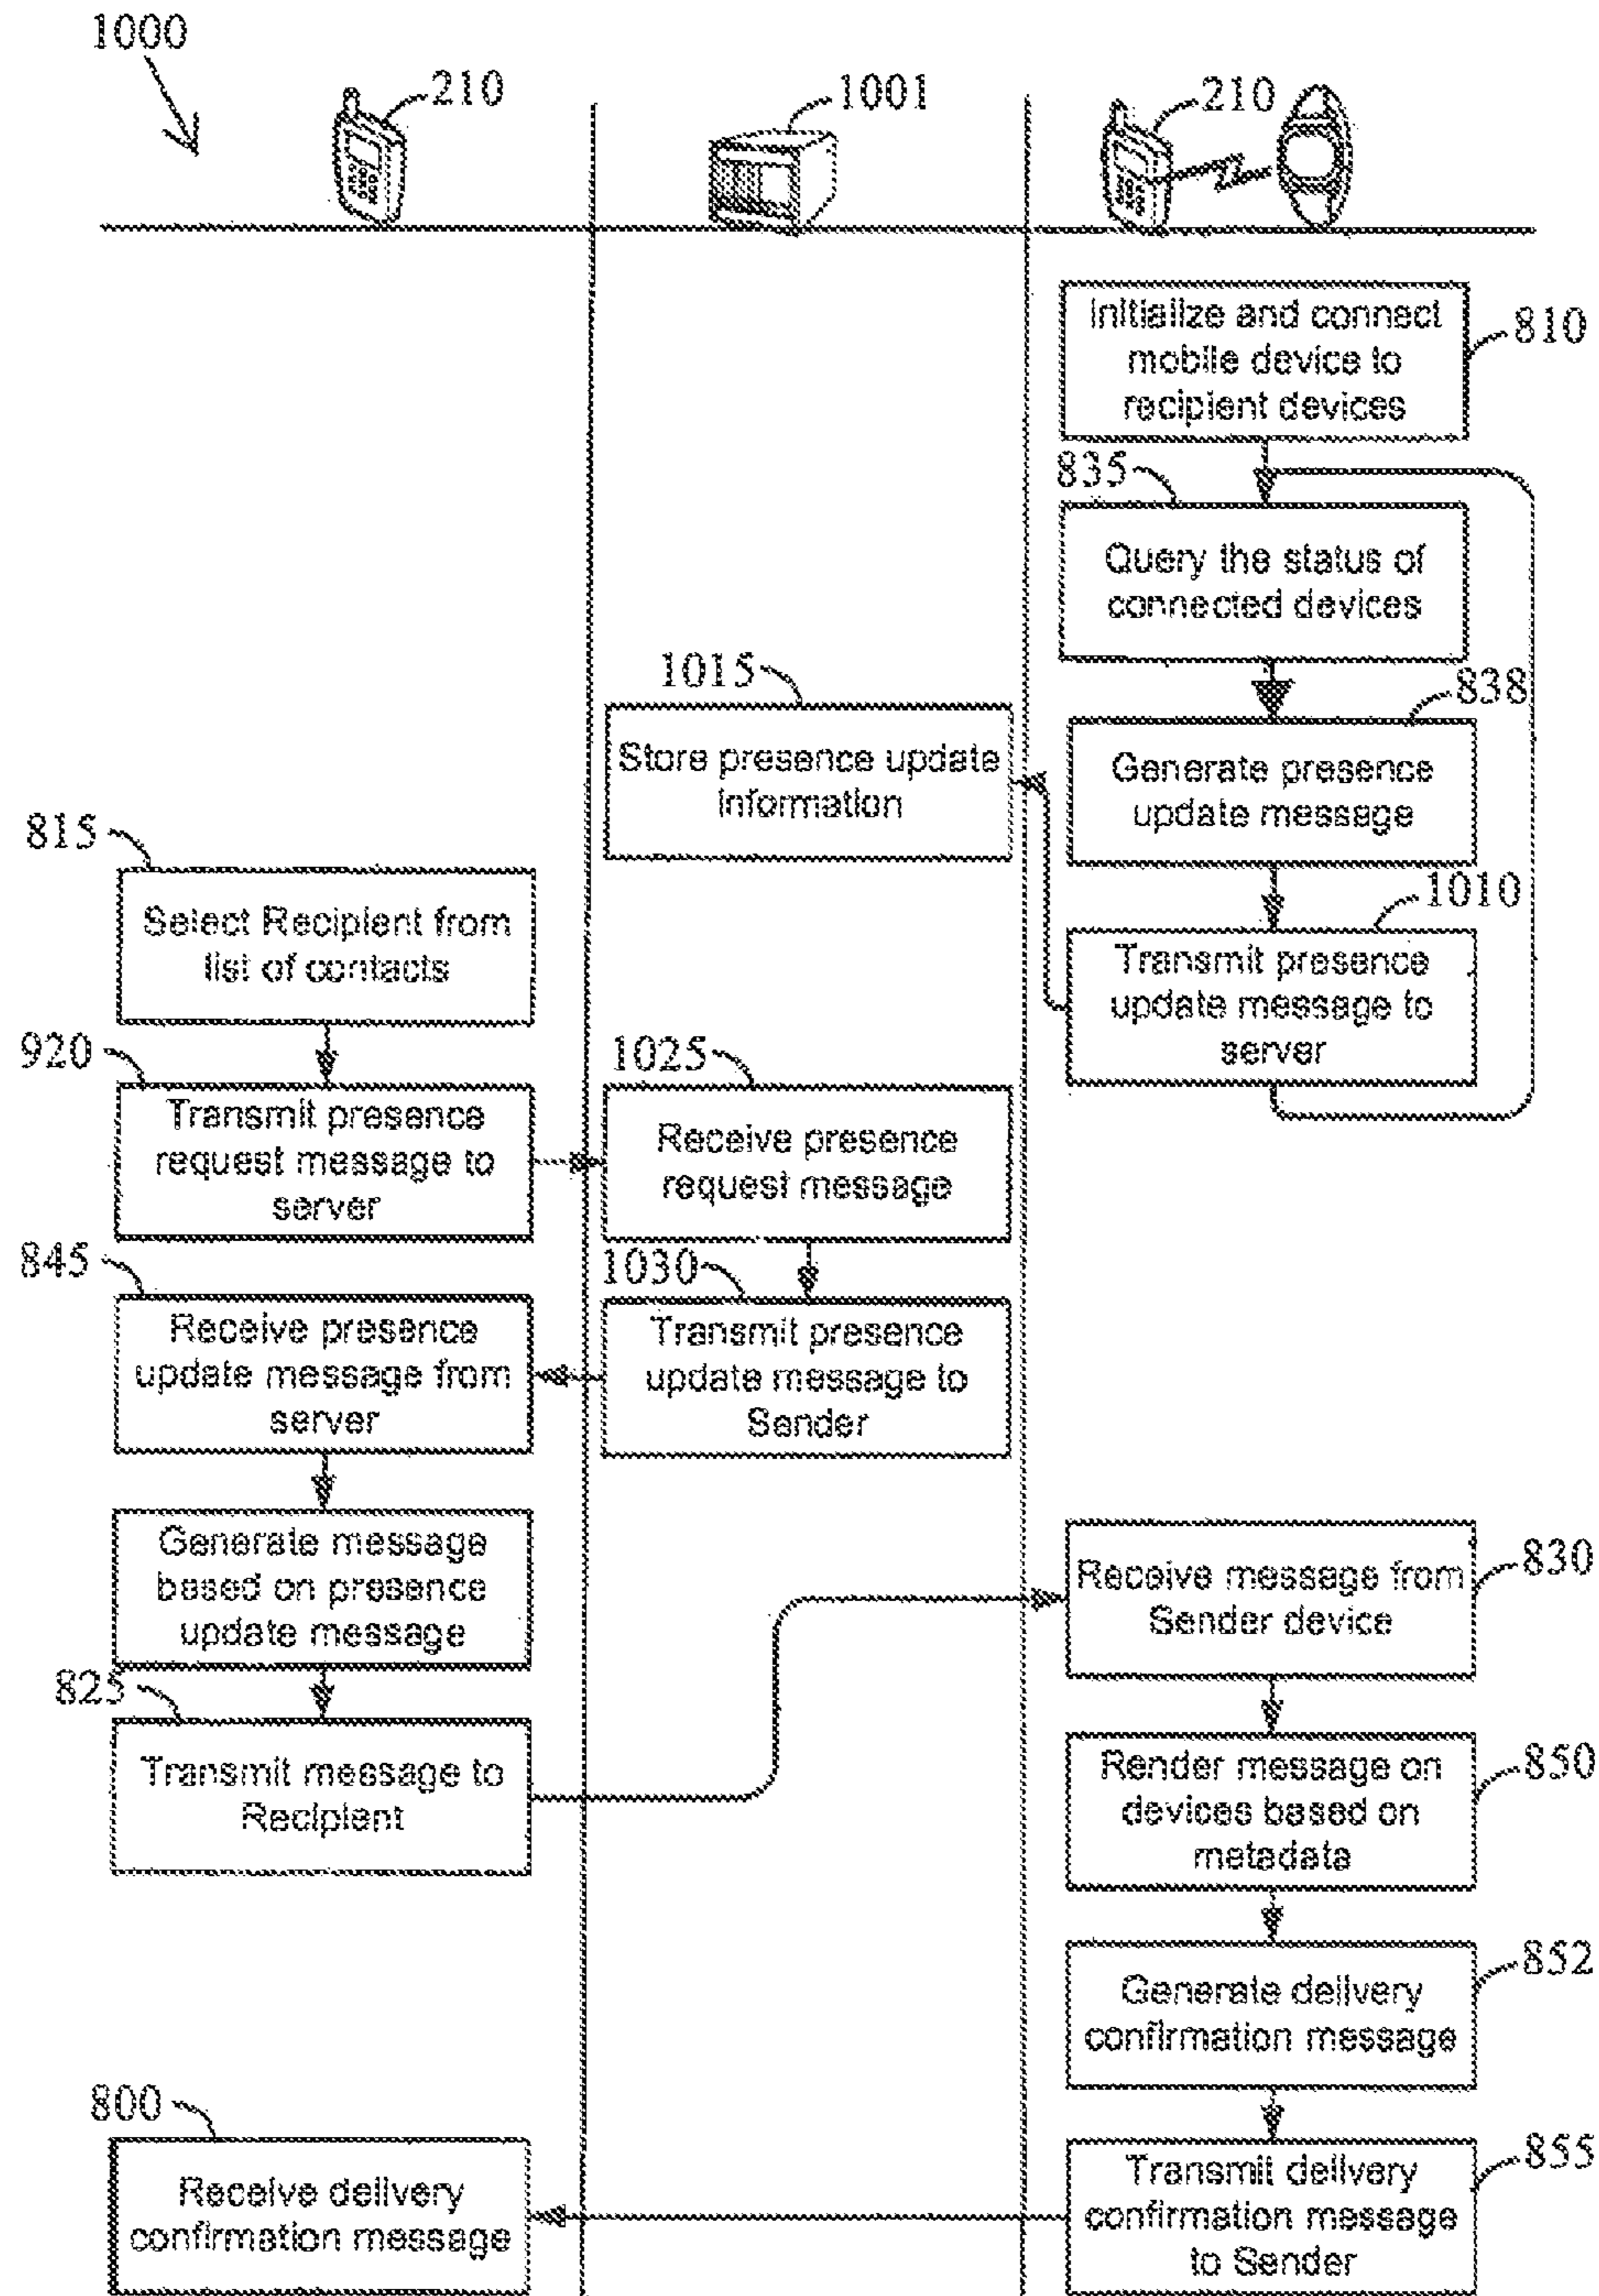 1000
210
1001
210
Initialize and connect
mobile device to
recipient devices
810
835
Query the status of
connected devices
1015
838
Store presence update
information
Generate presence
update message
815
1010
Select Recipient from
list of contacts
Transmit presence
update message to
server
920
1025
Transmit presence
request message to
server
Receive presence
request message
845
1030
Receive presence
update message from
server
Transmit presence
update message to
Sender
Generate message
based on presence
update message
Receive message from
Sender device
830
825
Transmit message to
Recipient
Render message on
devices based on
metadata
850
Generate delivery
confirmation message
852
800
Receive delivery
confirmation message
Transmit delivery
confirmation message
to Sender
855